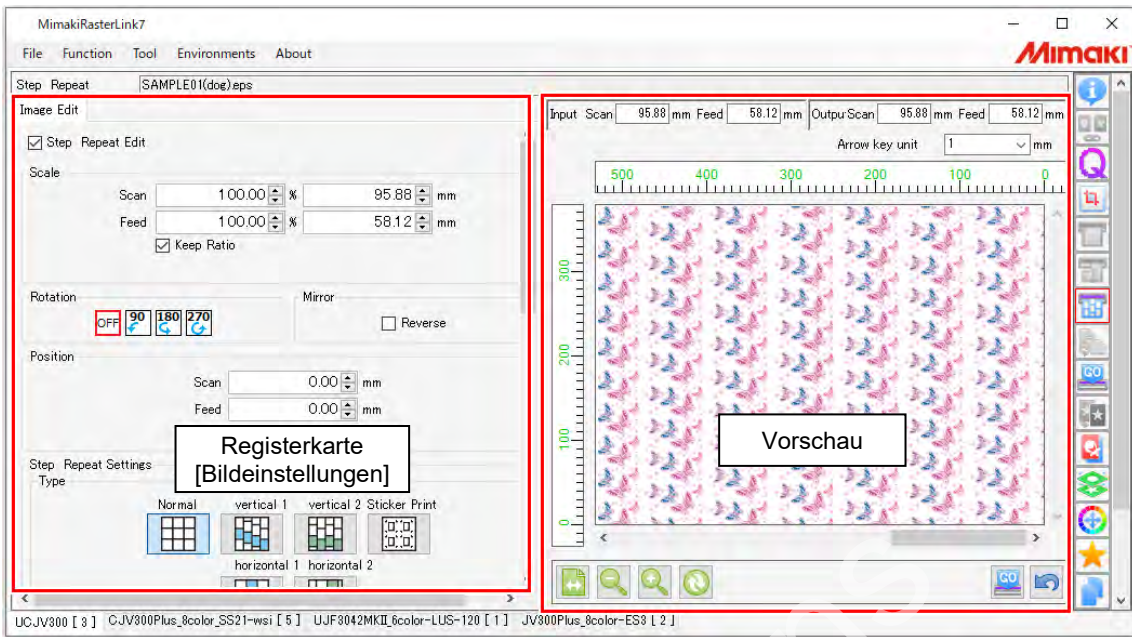 MimakiRasterLink7
File Function Tool Environments About
Mimaki
Step Repeat SAMPLE01(dog).eps
Image Edit
Step Repeat Edit
Scale
Scan 100.00 % 95.88 mm
Feed 100.00 % 58.12 mm
Keep Ratio
Rotation
OFF 90 180 270
Mirror
Reverse
Position
Scan 0.00 mm
Feed 0.00 mm
Registerkarte
[Bildeinstellungen]
Step Repeat Settings
Type
Normal vertical 1 vertical 2 Sticker Print
horizontal 1 horizontal 2
Input Scan 95.88 mm Feed 58.12 mm Outpu Scan 95.88 mm Feed 58.12 mm
Arrow key unit 1 mm
500 400 300 200 100 0
300
200
100
0
Vorschau
GO
Q
GO
UCJV300 [ 3 ] CJV300Plus_8color_SS21-wsi [ 5 ] UJF3042MKII_6color-LUS-120 [ 1 ] JV300Plus_8color-ES3 [ 2 ]